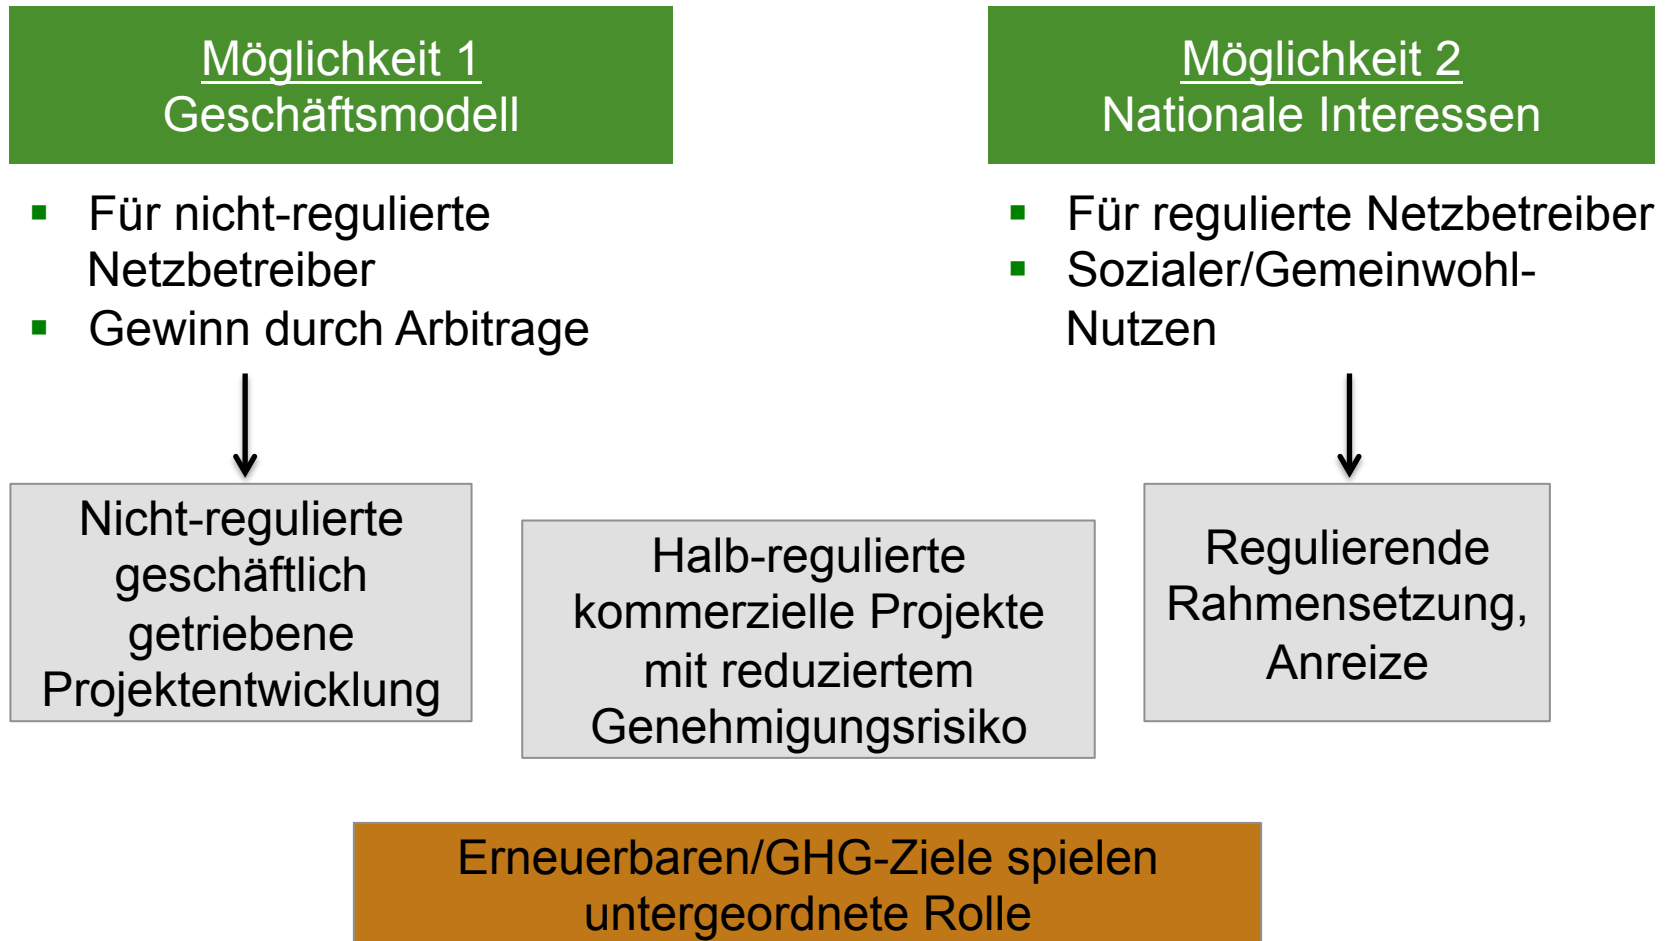 Möglichkeit 1
Geschäftsmodell
▪ Für nicht-regulierte
Netzbetreiber
▪ Gewinn durch Arbitrage
Nicht-regulierte
geschäftlich
getriebene
Projektentwicklung
Halb-regulierte
kommerzielle Projekte
mit reduziertem
Genehmigungsrisiko
Möglichkeit 2
Nationale Interessen
▪ Für regulierte Netzbetreiber
▪ Sozialer/Gemeinwohl-
Nutzen
Regulierende
Rahmensetzung,
Anreize
Erneuerbaren/GHG-Ziele spielen
untergeordnete Rolle